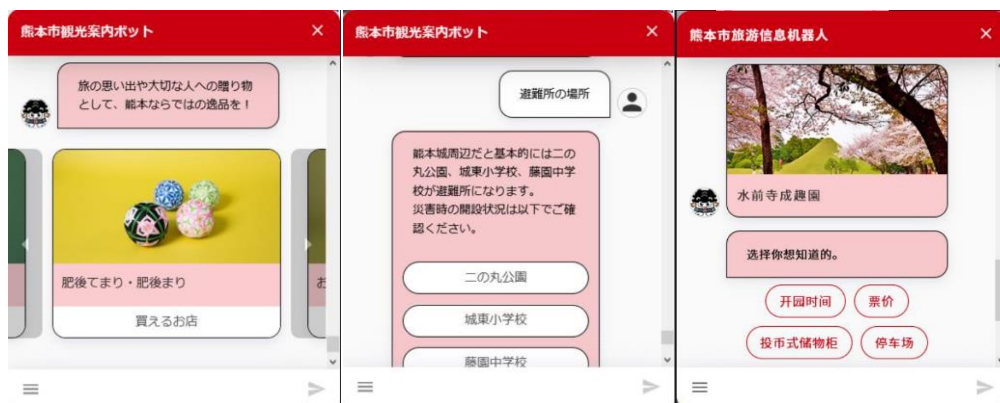 熊本市観光案内ボット
旅の思い出や大切な人への贈り物
として、熊本ならではの逸品を！
肥後てまり・肥後まり
買えるお店
お
熊本市観光案内ボット
避難所の場所
熊本城周辺だと基本的には二の
丸公園、城東小学校、藤園中学
校が避難所になります。
災害時の開設状況は以下でご確
認ください。
二の丸公園
城東小学校
藤園中学校
熊本市旅游信息机器人
水前寺成趣園
选择你想知道的。
开园时间
票价
投币式储物柜
停车场